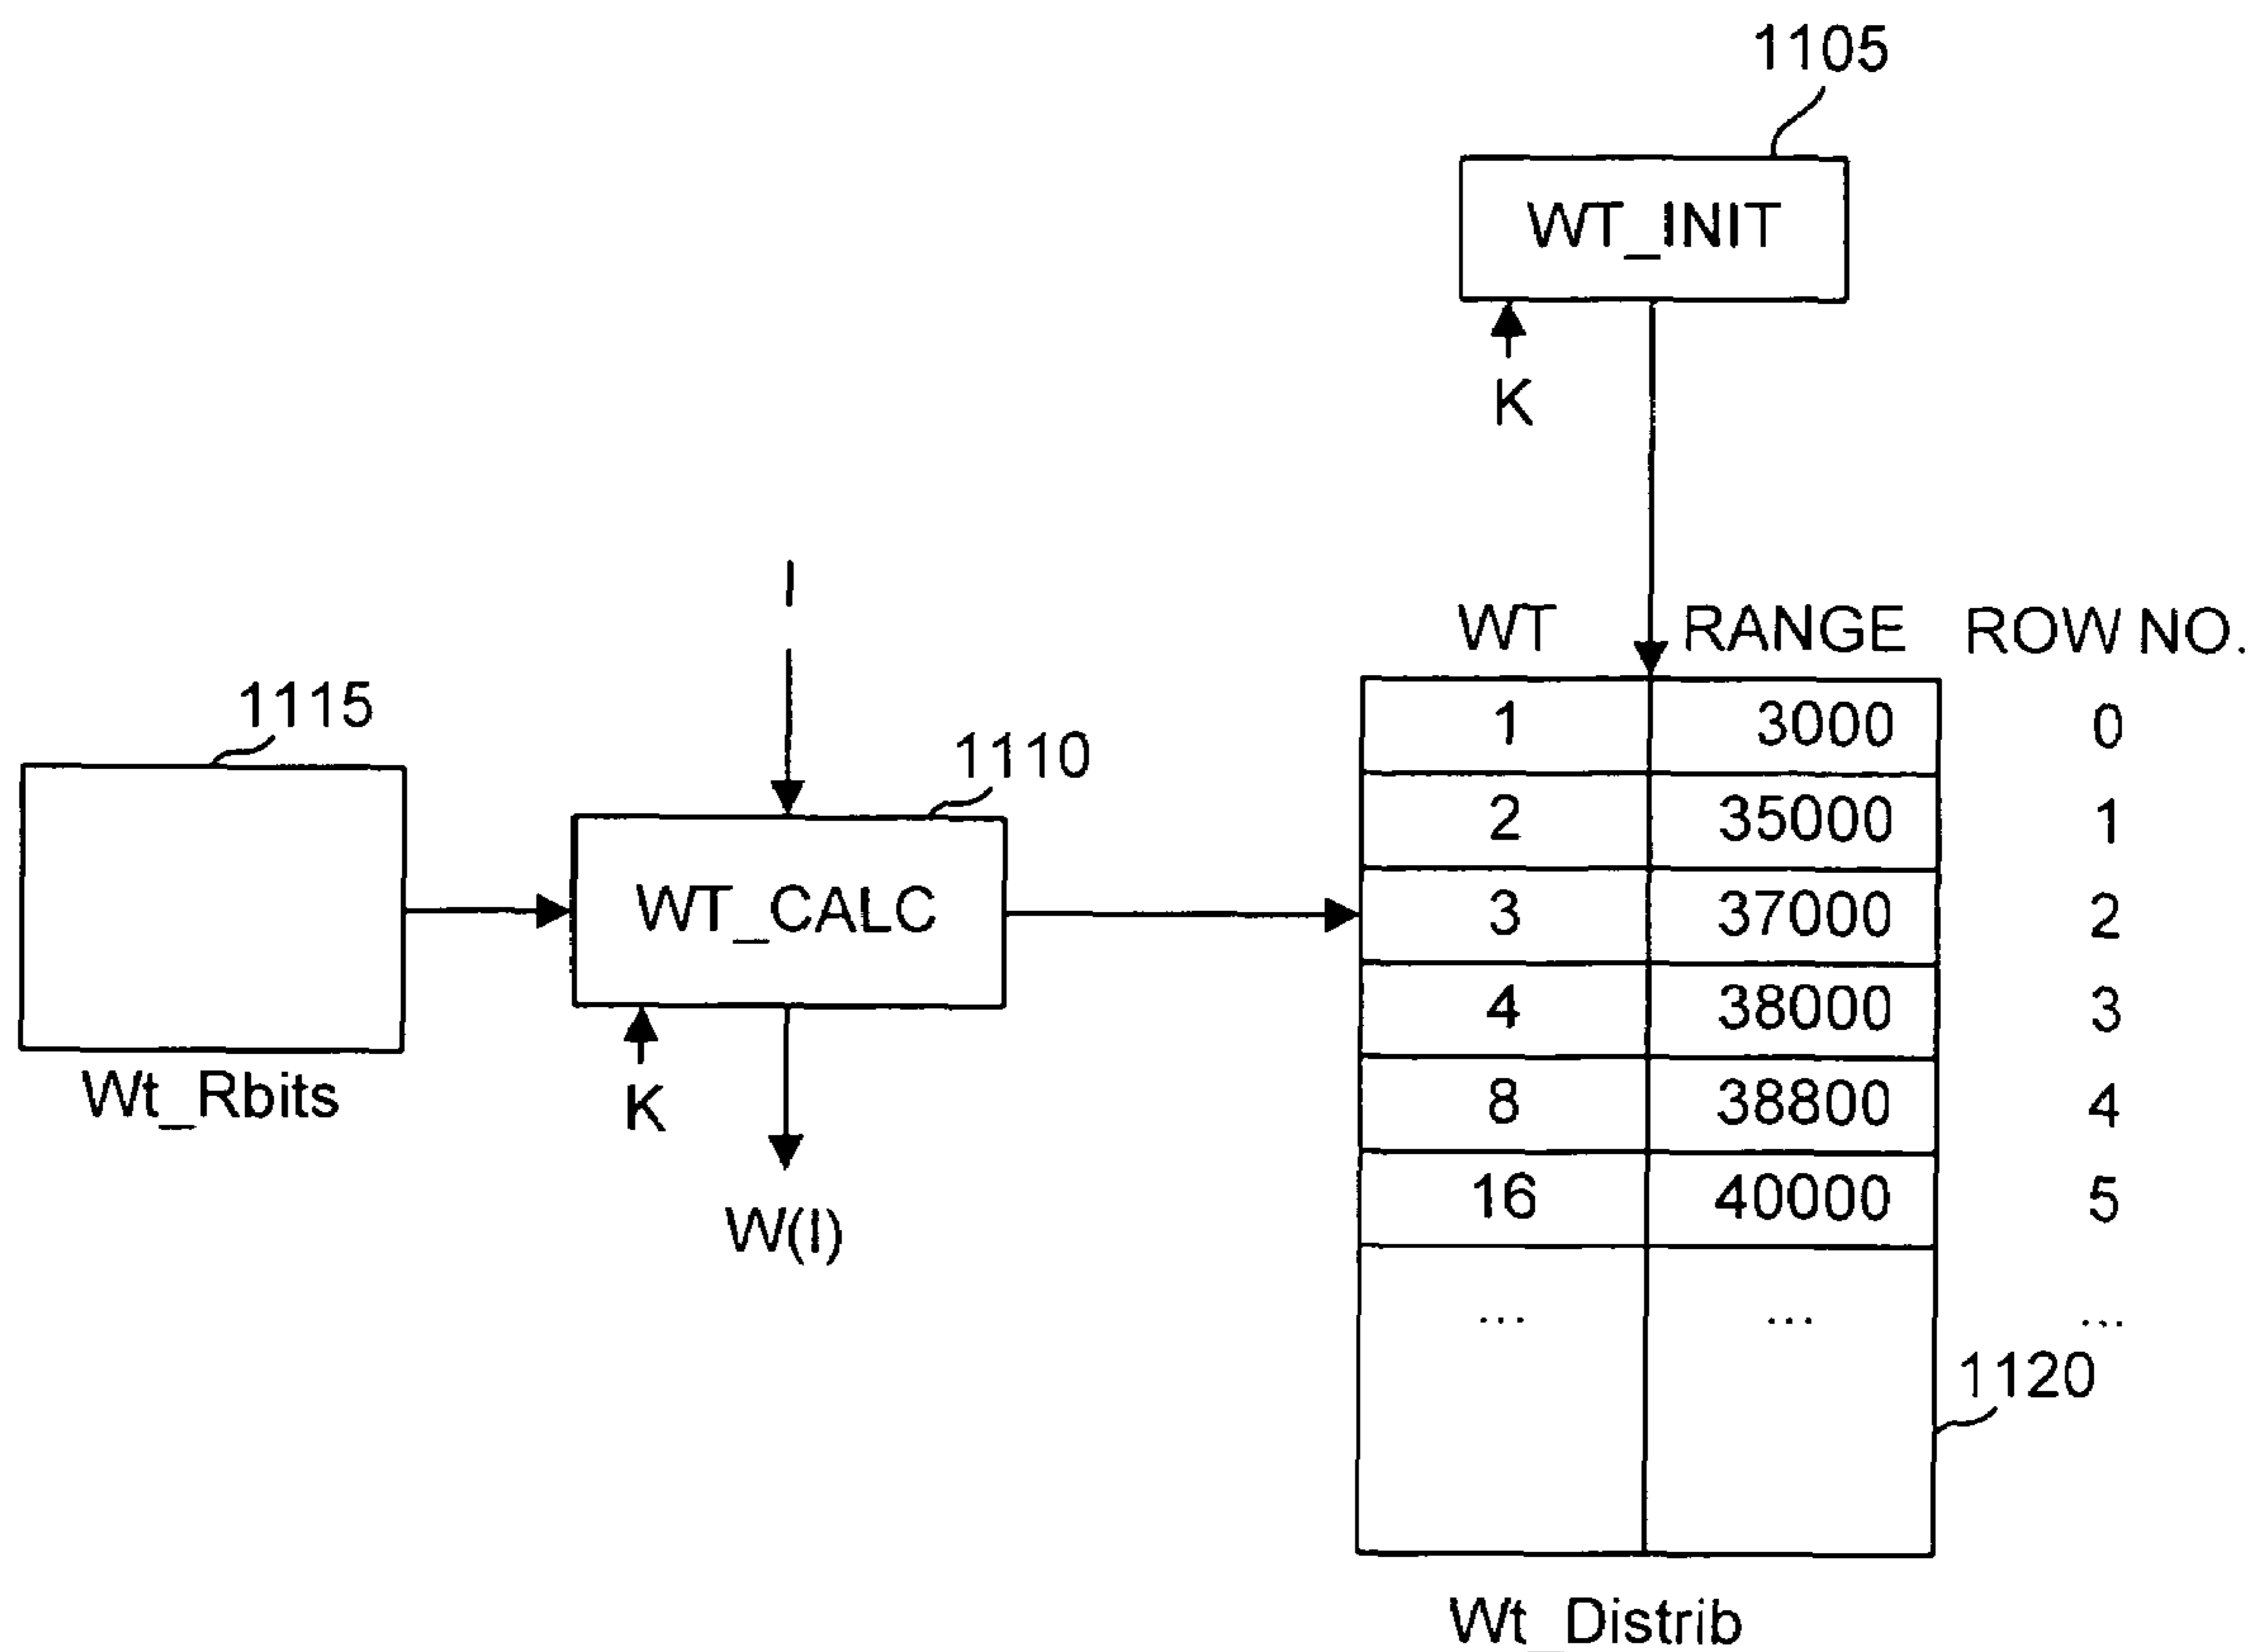 1105
WT_INIT
K
I
WT RANGE ROW NO.
1 3000 0
2 35000 1
3 37000 2
4 38000 3
8 38800 4
16 40000 5
... ... ...
1115
1110
WT_CALC
Wt_Rbits
K
W(I)
1120
Wt_Distrib